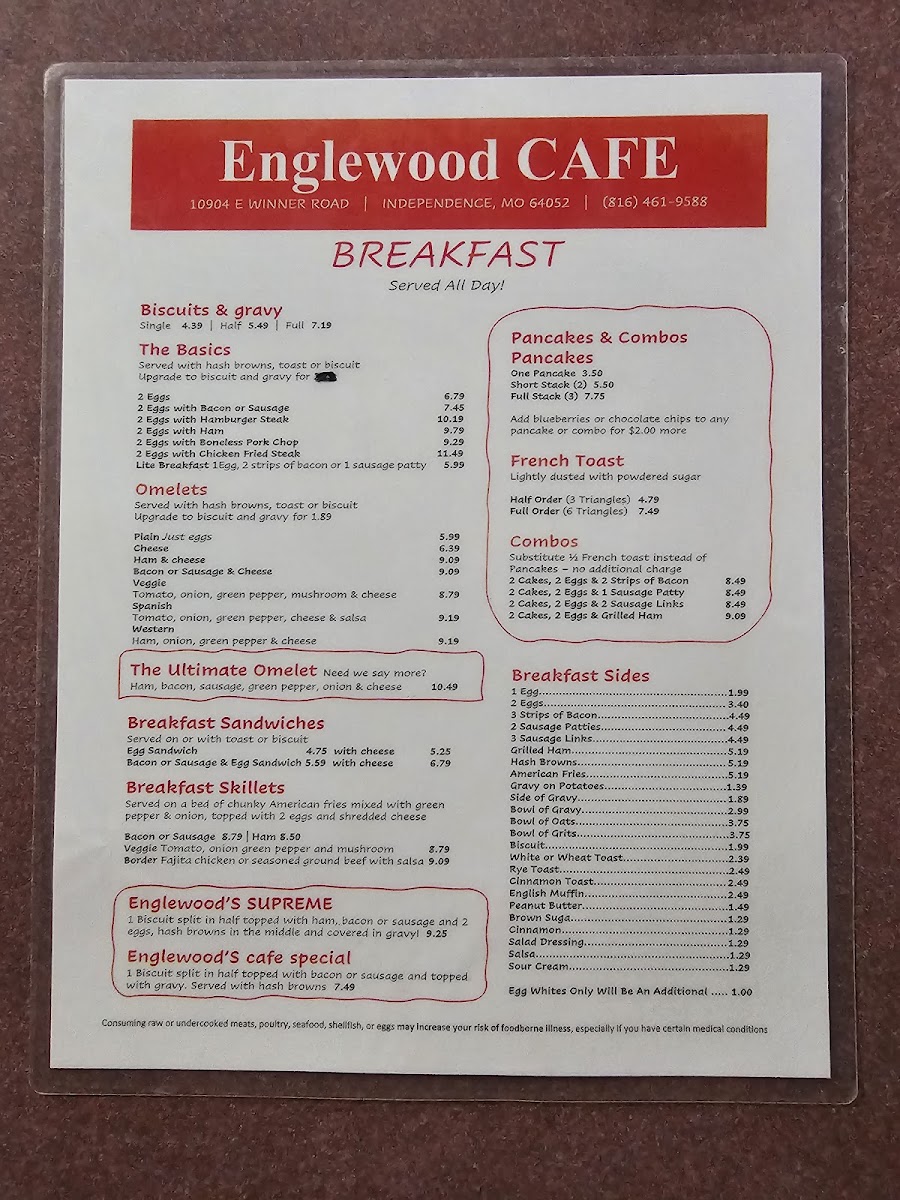 Englewood CAFE
10904 E WINNER ROAD | INDEPENDENCE, MO 64052 | (816) 461-9588
BREAKFAST
Served All Day!
Biscuits & gravy
Single 4.39 | Half 5.49 | Full 7.19
The Basics
Served with hash browns, toast or biscuit
Upgrade to biscuit and gravy for
2 Eggs 6.79
2 Eggs with Bacon or Sausage 7.45
2 Eggs with Hamburger Steak 10.19
2 Eggs with Ham 9.79
2 Eggs with Boneless Pork Chop 9.29
2 Eggs with Chicken Fried Steak 11.49
Lite Breakfast 1Egg, 2 strips of bacon or 1 sausage patty 5.99
Omelets
Served with hash browns, toast or biscuit
Upgrade to biscuit and gravy for 1.89
Plain Just eggs 5.99
Cheese 6.39
Ham & cheese 9.09
Bacon or Sausage & Cheese 9.09
Veggie
Tomato, onion, green pepper, mushroom & cheese 8.79
Spanish
Tomato, onion, green pepper, cheese & salsa 9.19
Western
Ham, onion, green pepper & cheese 9.19
The Ultimate Omelet Need we say more?
Ham, bacon, sausage, green pepper, onion & cheese 10.49
Breakfast Sandwiches
Served on or with toast or biscuit
Egg Sandwich 4.75 with cheese 5.25
Bacon or Sausage & Egg Sandwich 5.59 with cheese 6.79
Breakfast Skillets
Served on a bed of chunky American fries mixed with green
pepper & onion, topped with 2 eggs and shredded cheese
Bacon or Sausage 8.79 | Ham 8.50
Veggie Tomato, onion green pepper and mushroom 8.79
Border Fajita chicken or seasoned ground beef with salsa 9.09
Englewood'S SUPREME
1 Biscuit split in half topped with ham, bacon or sausage and 2
eggs, hash browns in the middle and covered in gravy! 9.25
Englewood'S cafe special
1 Biscuit split in half topped with bacon or sausage and topped
with gravy. Served with hash browns 7.49
Pancakes & Combos
Pancakes
One Pancake 3.50
Short Stack (2) 5.50
Full Stack (3) 7.75
Add blueberries or chocolate chips to any
pancake or combo for $2.00 more
French Toast
Lightly dusted with powdered sugar
Half Order (3 Triangles) 4.79
Full Order (6 Triangles) 7.49
Combos
Substitute ½ French toast instead of
Pancakes – no additional charge
2 Cakes, 2 Eggs & 2 Strips of Bacon 8.49
2 Cakes, 2 Eggs & 1 Sausage Patty 8.49
2 Cakes, 2 Eggs & 2 Sausage Links 8.49
2 Cakes, 2 Eggs & Grilled Ham 9.09
Breakfast Sides
1 Egg 1.99
2 Eggs 3.40
3 Strips of Bacon 4.49
2 Sausage Patties 4.49
3 Sausage Links 4.49
Grilled Ham 5.19
Hash Browns 5.19
American Fries 5.19
Gravy on Potatoes 1.39
Side of Gravy 1.89
Bowl of Gravy 2.99
Bowl of Oats 3.75
Bowl of Grits 3.75
Biscuit 1.99
White or Wheat Toast 2.39
Rye Toast 2.49
Cinnamon Toast 2.49
English Muffin 2.49
Peanut Butter 1.49
Brown Suga 1.29
Cinnamon 1.29
Salad Dressing 1.29
Salsa 1.29
Sour Cream 1.29
Egg Whites Only Will Be An Additional ..... 1.00
Consuming raw or undercooked meats, poultry, seafood, shellfish, or eggs may increase your risk of foodborne illness, especially if you have certain medical conditions